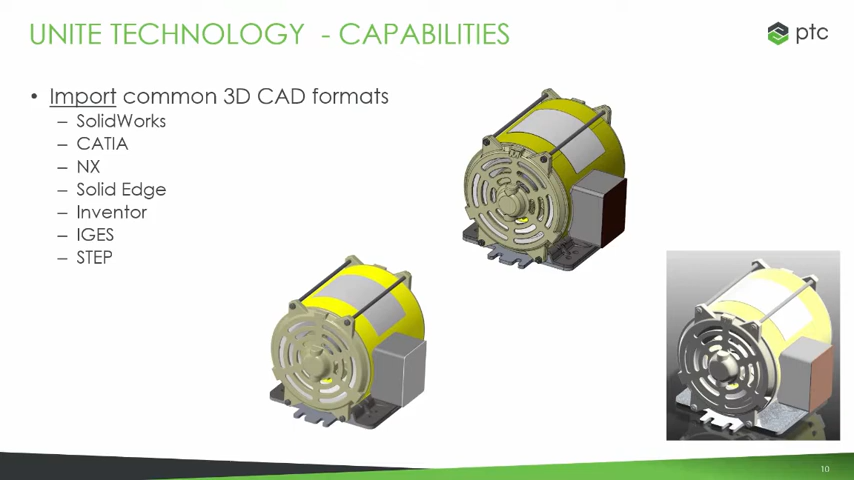 UNITE TECHNOLOGY - CAPABILITIES
ptc
• Import common 3D CAD formats
– SolidWorks
– CATIA
– NX
– Solid Edge
– Inventor
– IGES
– STEP
10